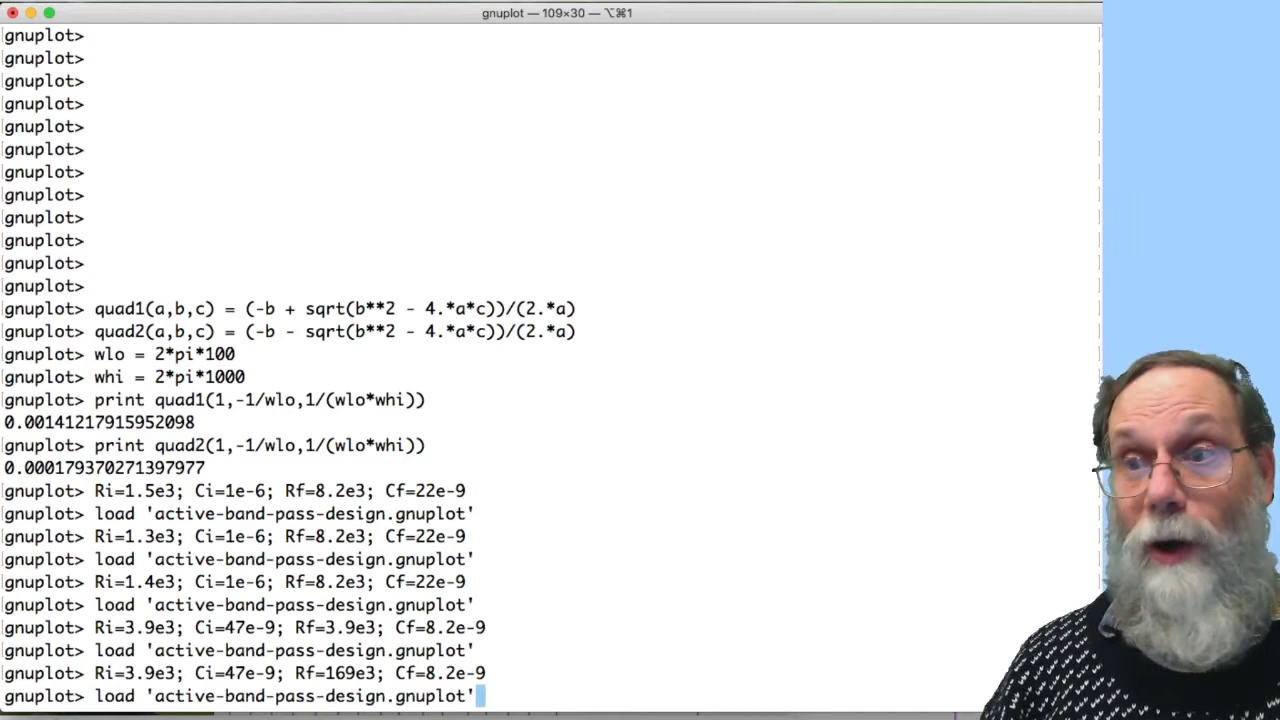 gnuplot — 109×30 — ⌥⌘1
gnuplot>
gnuplot>
gnuplot>
gnuplot>
gnuplot>
gnuplot>
gnuplot>
gnuplot>
gnuplot>
gnuplot>
gnuplot>
gnuplot>
gnuplot> quad1(a,b,c) = (-b + sqrt(b**2 - 4.*a*c))/(2.*a)
gnuplot> quad2(a,b,c) = (-b - sqrt(b**2 - 4.*a*c))/(2.*a)
gnuplot> wlo = 2*pi*100
gnuplot> whi = 2*pi*1000
gnuplot> print quad1(1,-1/wlo,1/(wlo*whi))
0.00141217915952098
gnuplot> print quad2(1,-1/wlo,1/(wlo*whi))
0.000179370271397977
gnuplot> Ri=1.5e3; Ci=1e-6; Rf=8.2e3; Cf=22e-9
gnuplot> load 'active-band-pass-design.gnuplot'
gnuplot> Ri=1.3e3; Ci=1e-6; Rf=8.2e3; Cf=22e-9
gnuplot> load 'active-band-pass-design.gnuplot'
gnuplot> Ri=1.4e3; Ci=1e-6; Rf=8.2e3; Cf=22e-9
gnuplot> load 'active-band-pass-design.gnuplot'
gnuplot> Ri=3.9e3; Ci=47e-9; Rf=3.9e3; Cf=8.2e-9
gnuplot> load 'active-band-pass-design.gnuplot'
gnuplot> Ri=3.9e3; Ci=47e-9; Rf=169e3; Cf=8.2e-9
gnuplot> load 'active-band-pass-design.gnuplot'